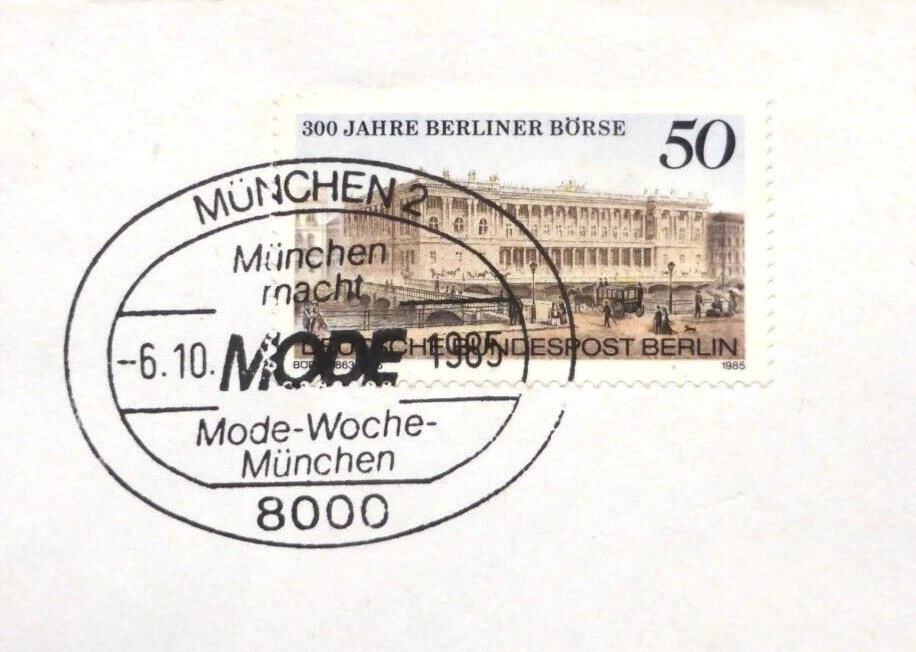 300 JAHRE BERLINER BÖRSE
50
MÜNCHEN 2
München
macht
-6.10. MODE 1985
DEUTSCHE BUNDESPOST BERLIN
1985
Mode-Woche-
München
8000